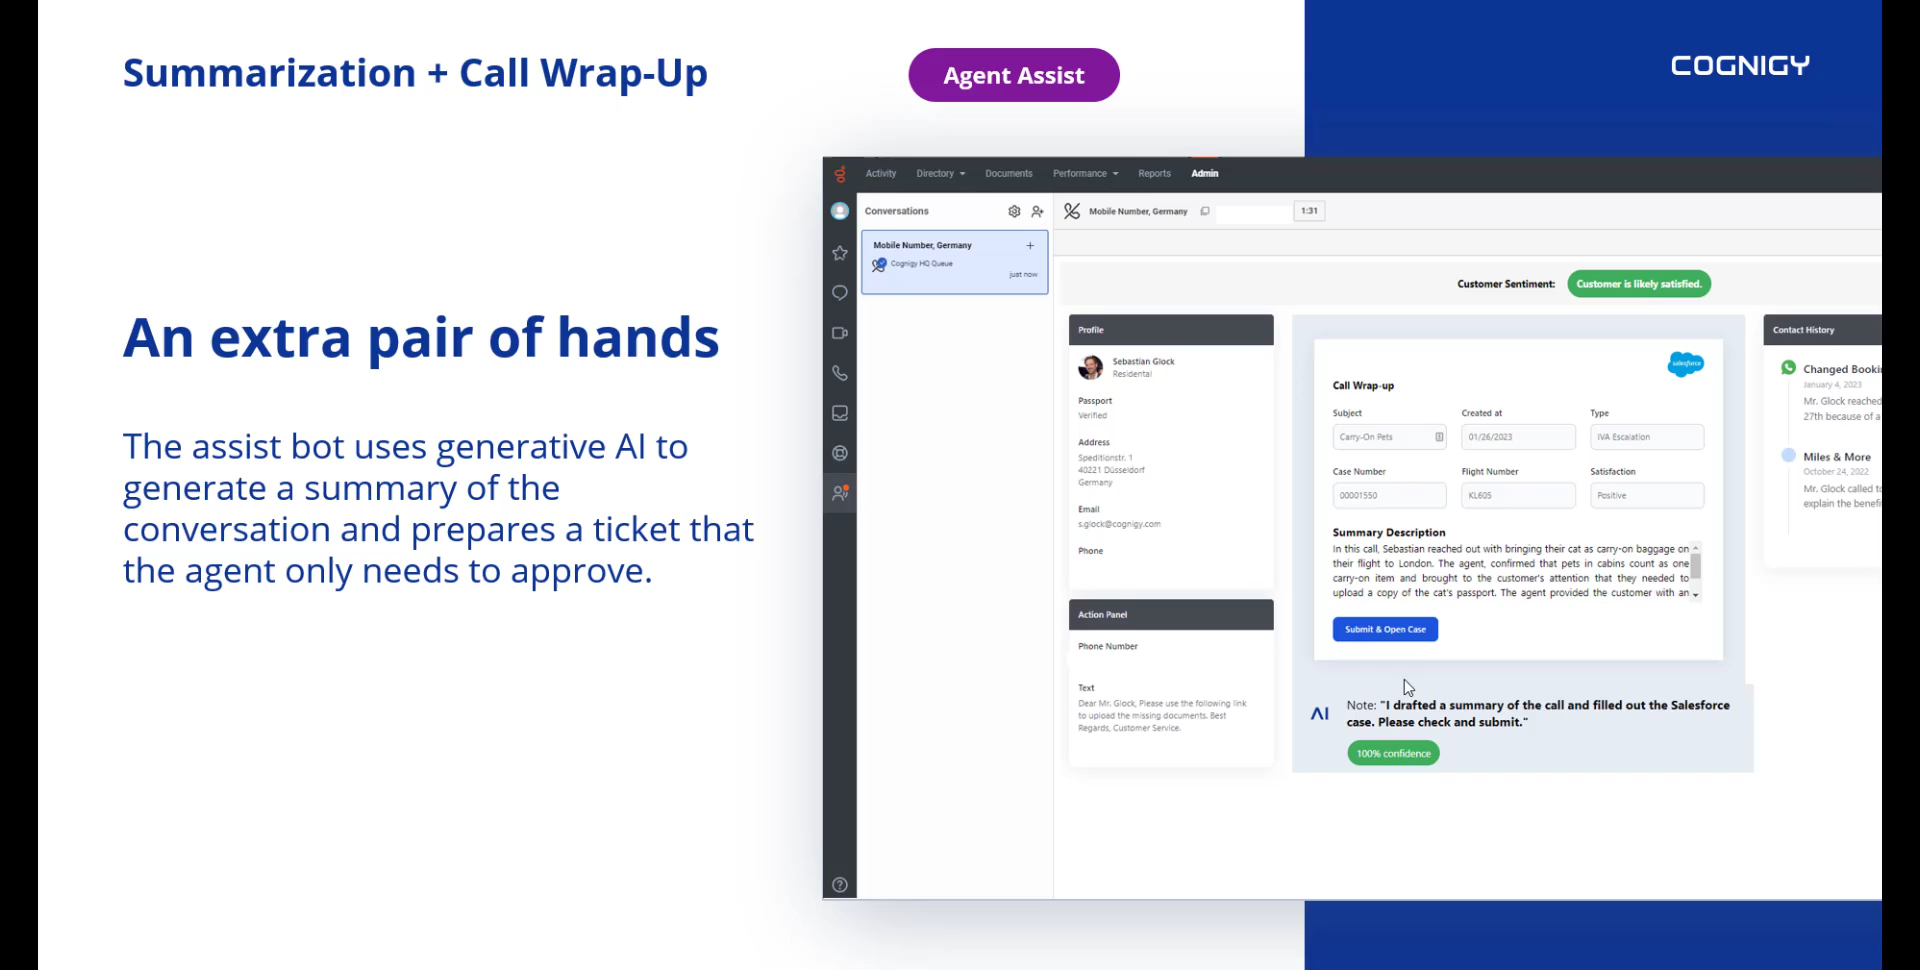 Summarization + Call Wrap-Up
Agent Assist
COGNIGY
An extra pair of hands
The assist bot uses generative AI to
generate a summary of the
conversation and prepares a ticket that
the agent only needs to approve.
Activity
Directory
Documents
Performance
Reports
Admin
Conversations
Mobile Number, Germany
Cognigy HQ Queue
just now
Mobile Number, Germany
1:31
Customer Sentiment:
Customer is likely satisfied.
Profile
Sebastian Glock
Residental
Passport
Verified
Address
Speditionstr. 1
40221 Düsseldorf
Germany
Email
s.glock@cognigy.com
Phone
Action Panel
Phone Number
Text
Dear Mr. Glock, Please use the following link
to upload the missing documents. Best
Regards, Customer Service.
salesforce
Call Wrap-up
Subject
Created at
Type
Carry-On Pets
01/26/2023
IVA Escalation
Case Number
Flight Number
Satisfaction
00001550
KL605
Positive
Summary Description
In this call, Sebastian reached out with bringing their cat as carry-on baggage on
their flight to London. The agent, confirmed that pets in cabins count as one
carry-on item and brought to the customer's attention that they needed to
upload a copy of the cat's passport. The agent provided the customer with an
Submit & Open Case
AI
Note: "I drafted a summary of the call and filled out the Salesforce
case. Please check and submit."
100% confidence
Contact History
Changed Booki
January 4, 2023
Mr. Glock reached
27th because of a
Miles & More
October 24, 2022
Mr. Glock called to
explain the benefi